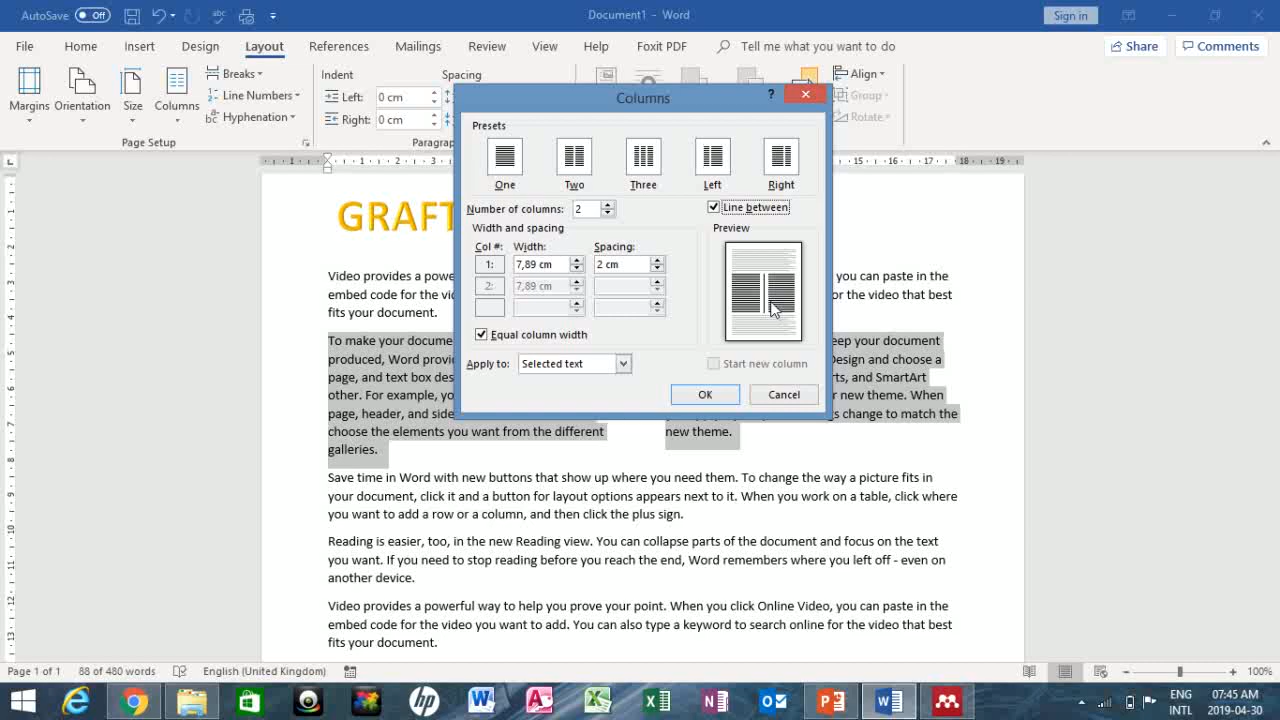 AutoSave Off
Document1 - Word
Sign in
File Home Insert Design Layout References Mailings Review View Help Foxit PDF Tell me what you want to do Share Comments
Margins Orientation Size Columns
Breaks
Line Numbers
Hyphenation
Page Setup
Indent
Left: 0 cm
Right: 0 cm
Spacing
Paragra
Align
Group
Rotate
Columns ?
Presets
One Two Three Left Right
Number of columns: 2
Line between
Width and spacing
Col #: Width: Spacing:
1: 7,89 cm 2 cm
2: 7,89 cm
Equal column width
Preview
Apply to: Selected text
Start new column
OK Cancel
GRAFT
Video provides a powe you can paste in the
embed code for the vid or the video that best
fits your document.
To make your docume
produced, Word provi
page, and text box des
other. For example, yo
page, header, and side
choose the elements you want from the different
galleries.
eep your document
Design and choose a
rts, and SmartArt
r new theme. When
s change to match the
new theme.
Save time in Word with new buttons that show up where you need them. To change the way a picture fits in
your document, click it and a button for layout options appears next to it. When you work on a table, click where
you want to add a row or a column, and then click the plus sign.
Reading is easier, too, in the new Reading view. You can collapse parts of the document and focus on the text
you want. If you need to stop reading before you reach the end, Word remembers where you left off - even on
another device.
Video provides a powerful way to help you prove your point. When you click Online Video, you can paste in the
embed code for the video you want to add. You can also type a keyword to search online for the video that best
fits your document.
Page 1 of 1 88 of 480 words English (United Kingdom) 100%
ENG
INTL
07:45 AM
2019-04-30